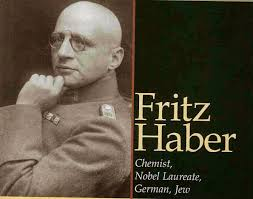 Fritz
Haber
Chemist,
Nobel Laureate,
German, Jew